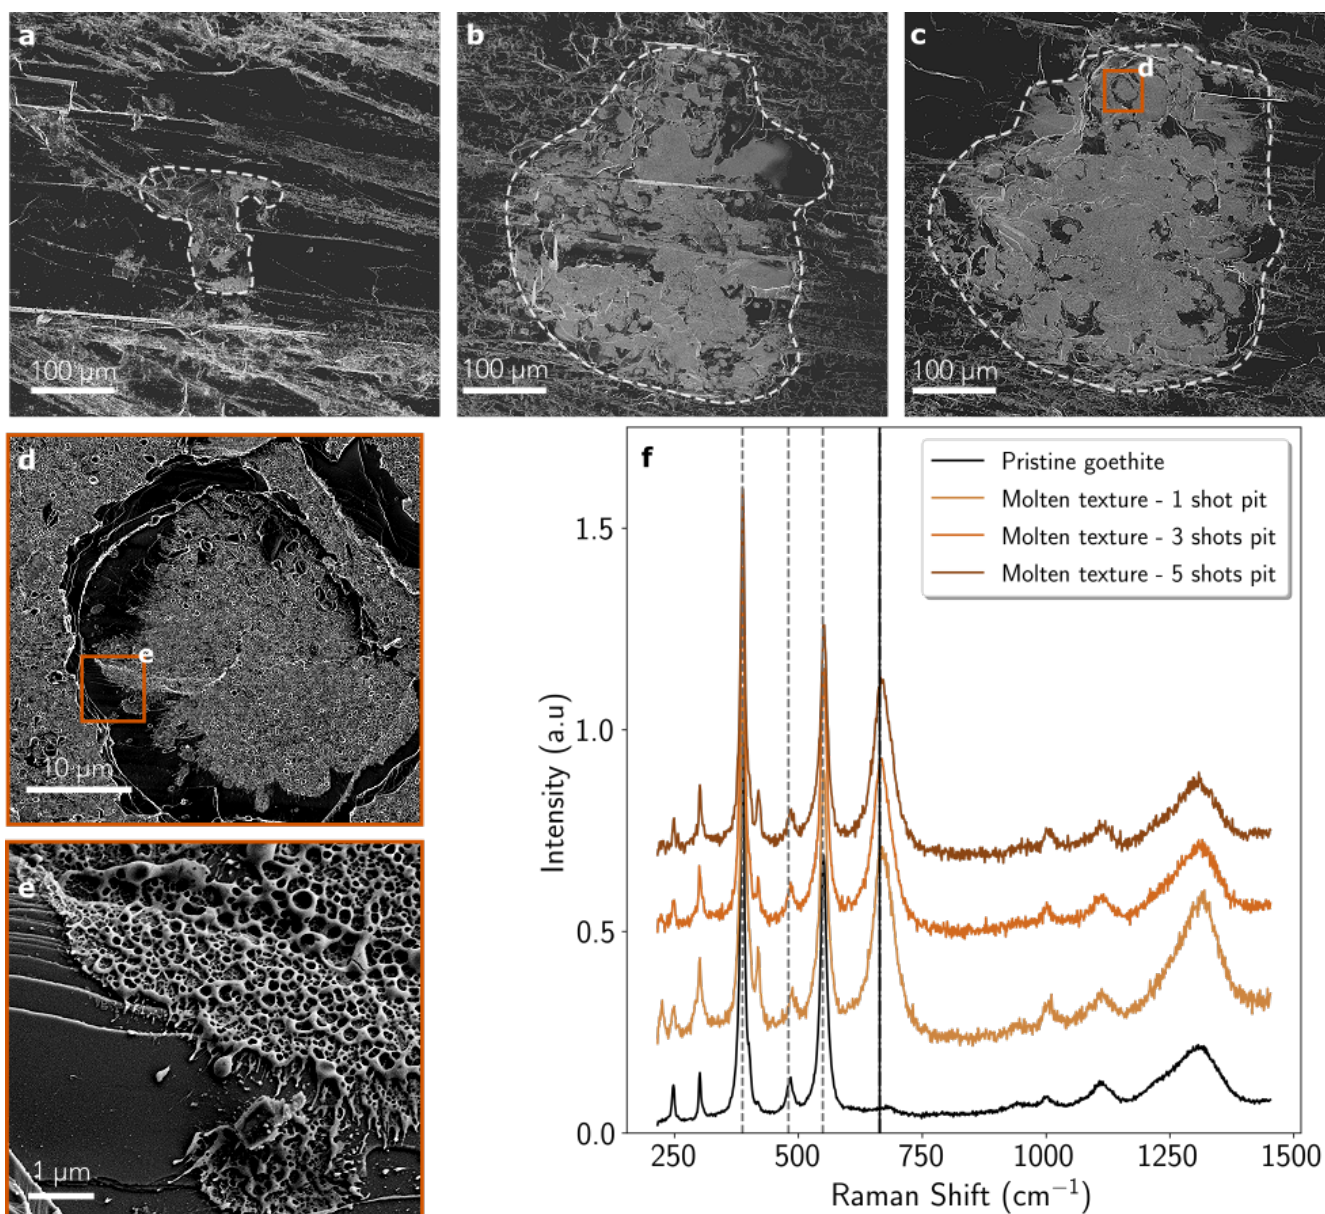 a
100 μm
b
100 μm
c
d
100 μm
d
e
10 μm
e
1 μm
f
Pristine goethite
Molten texture - 1 shot pit
Molten texture - 3 shots pit
Molten texture - 5 shots pit
Intensity (a.u)
1.5
1.0
0.5
0.0
250 500 750 1000 1250 1500
Raman Shift (cm⁻¹)